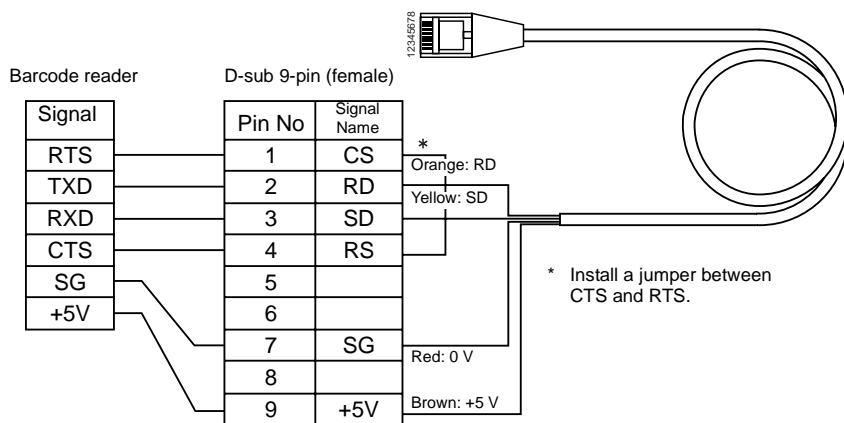 12345678
Barcode reader
D-sub 9-pin (female)
Signal
Pin No
Signal
Name
RTS
1
CS
*
Orange: RD
TXD
2
RD
Yellow: SD
RXD
3
SD
CTS
4
RS
SG
5
* Install a jumper between
CTS and RTS.
+5V
6
7
SG
Red: 0 V
8
9
+5V
Brown: +5 V